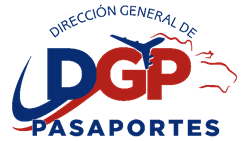 DIRECCIÓN GENERAL DE
DGP
PASAPORTES